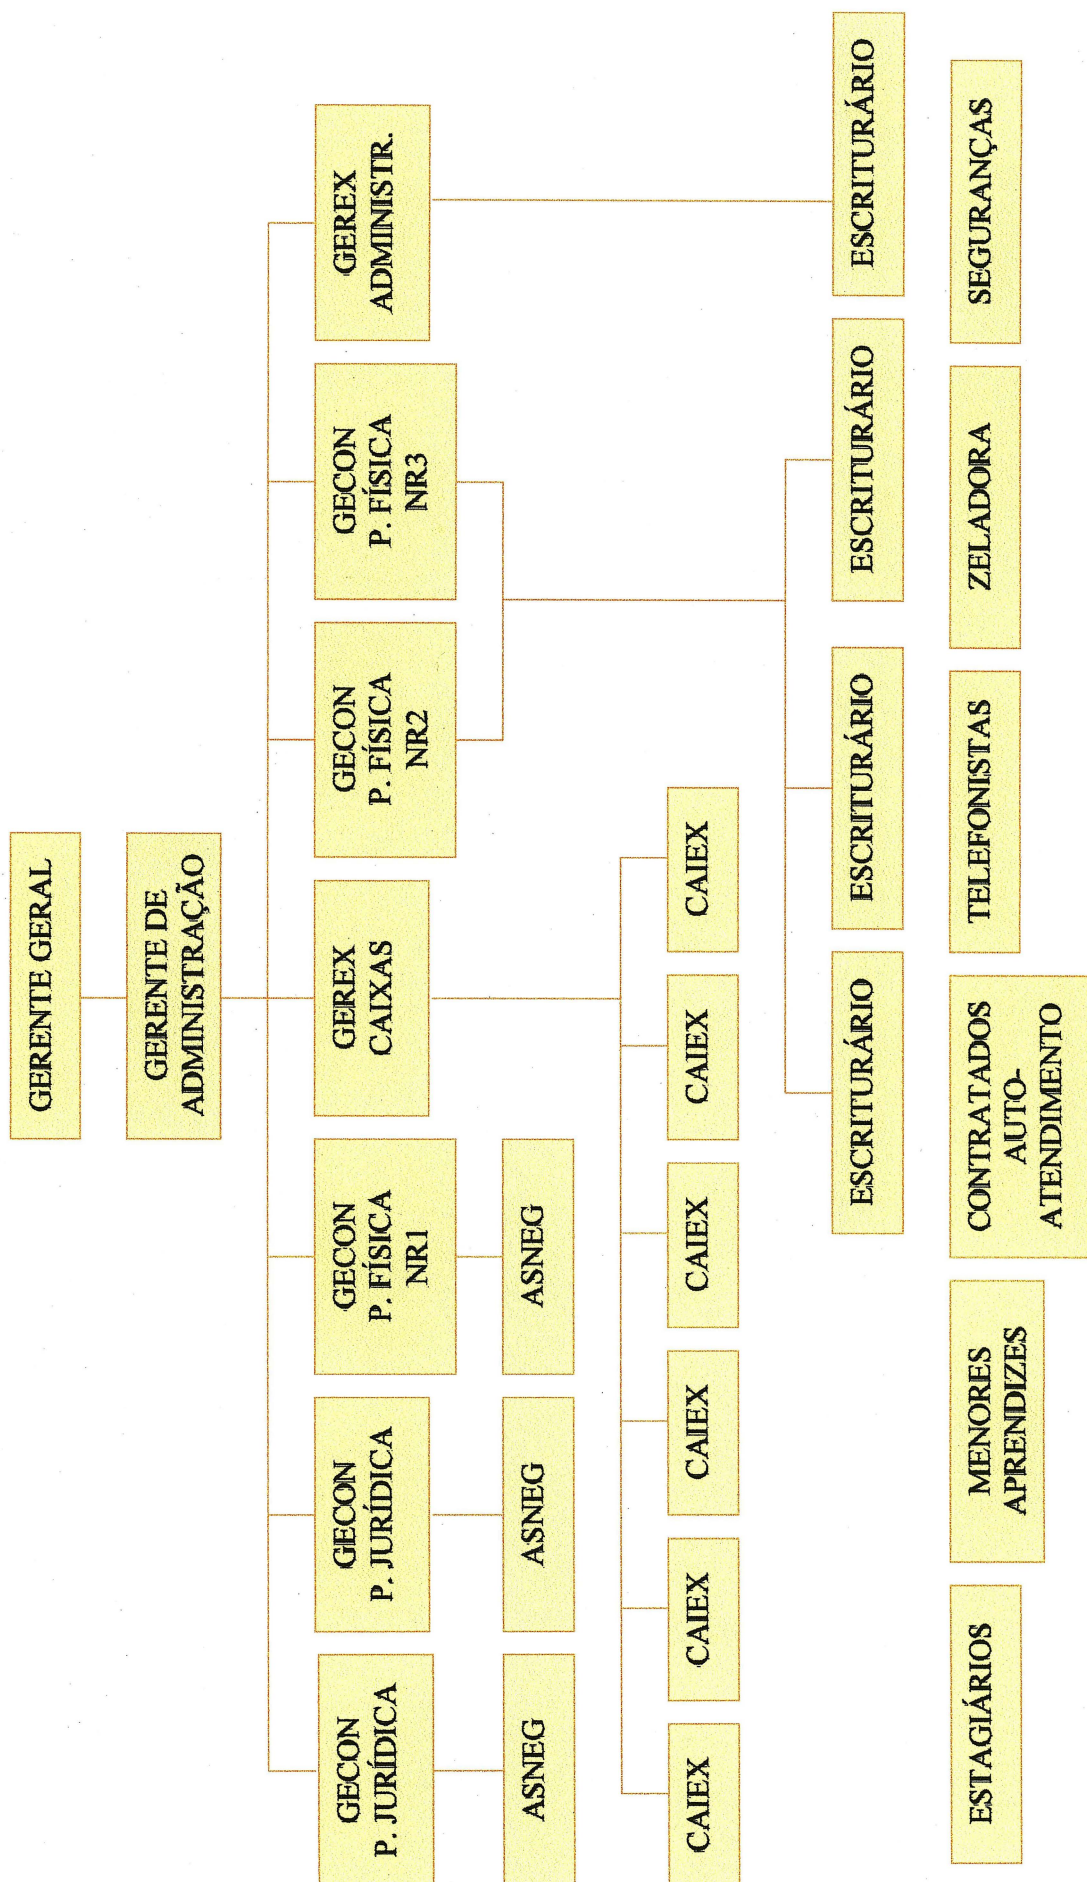 GERENTE GERAL
GERENTE DE
ADMINISTRAÇÃO
GECON
P. JURÍDICA
GECON
P. JURÍDICA
GECON
P. FÍSICA
NR1
GEREX
CAIXAS
GECON
P. FÍSICA
NR2
GECON
P. FÍSICA
NR3
GEREX
ADMINISTR.
ASNEG
ASNEG
ASNEG
CAIEX
CAIEX
CAIEX
CAIEX
CAIEX
CAIEX
ESCRITURÁRIO
ESCRITURÁRIO
ESCRITURÁRIO
ESCRITURÁRIO
ESTAGIÁRIOS
MENORES
APRENDIZES
CONTRATADOS
AUTO-
ATENDIMENTO
TELEFONISTAS
ZELADORA
SEGURANÇAS